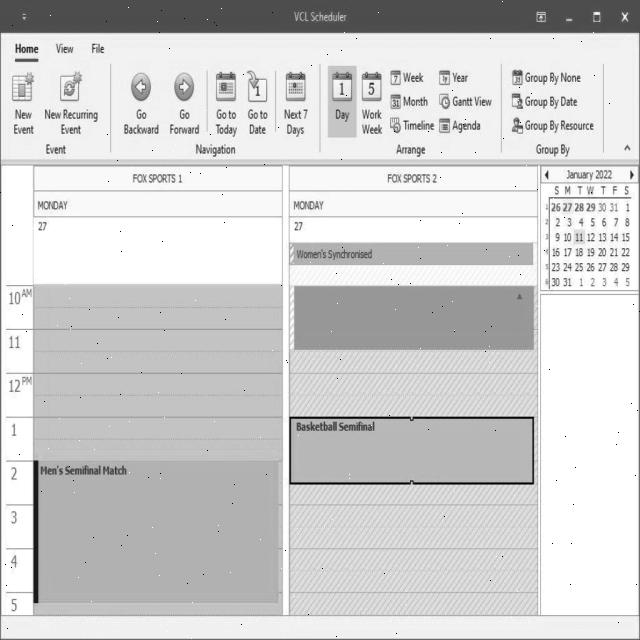 VCL Scheduler
Home View File
New Event
New Recurring Event
Event
Go Backward
Go Forward
Go to Today
Go to Date
Next 7 Days
Navigation
Day
Work Week
Week
Month
Timeline
Year
Gantt View
Agenda
Arrange
Group By None
Group By Date
Group By Resource
Group By
FOX SPORTS 1
FOX SPORTS 2
MONDAY
MONDAY
27
27
Women's Synchronised
10 AM
11
12 PM
1
Basketball Semifinal
2
Men's Semifinal Match
3
4
5
January 2022
S M T W T F S
26 27 28 29 30 31 1
2 3 4 5 6 7 8
9 10 11 12 13 14 15
16 17 18 19 20 21 22
23 24 25 26 27 28 29
30 31 1 2 3 4 5